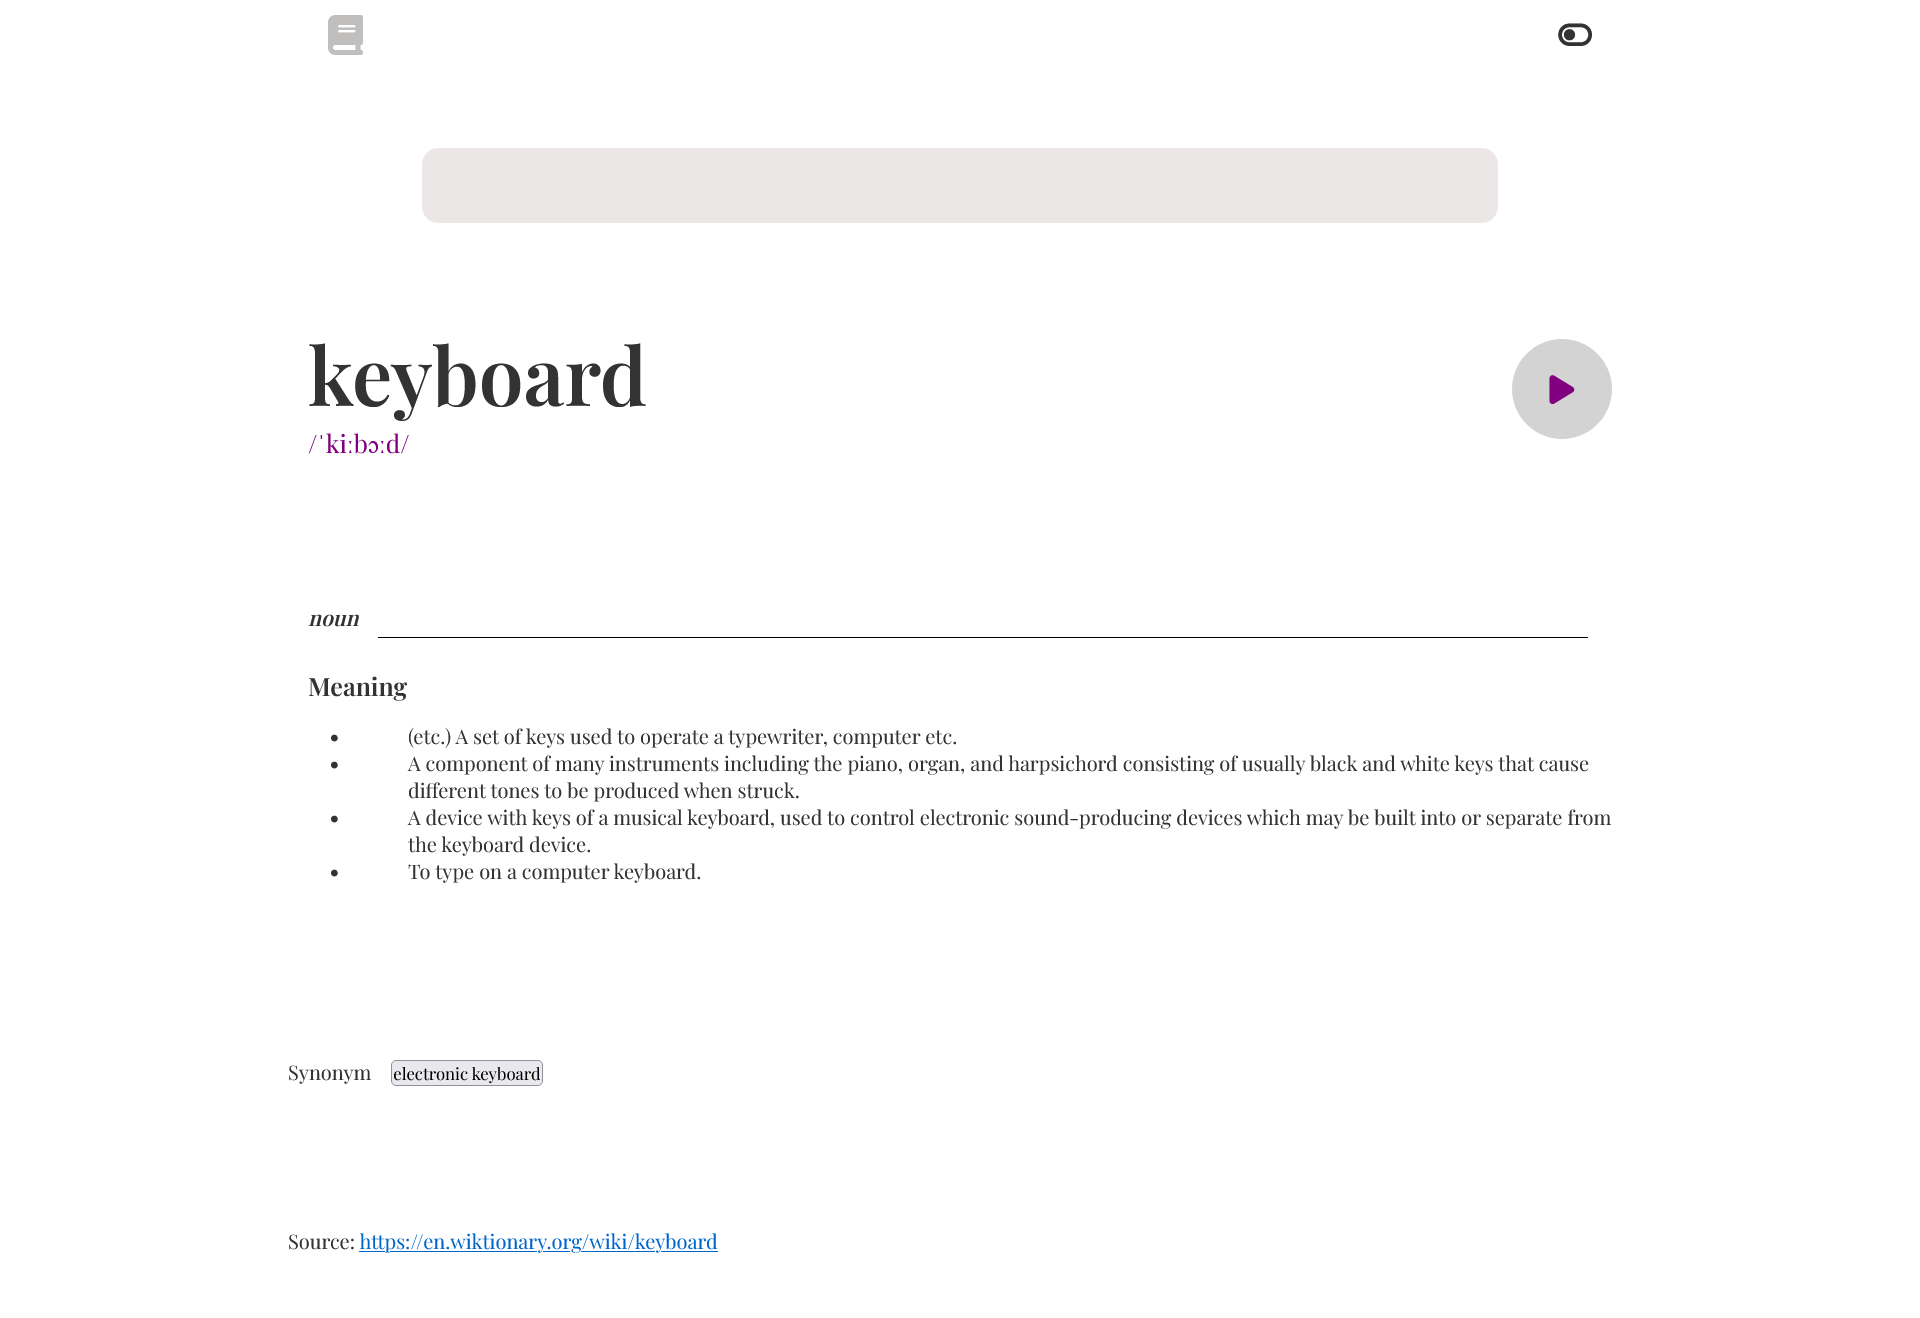 keyboard
/ˈkiːbɔːd/
noun
Meaning
(etc.) A set of keys used to operate a typewriter, computer etc.
A component of many instruments including the piano, organ, and harpsichord consisting of usually black and white keys that cause
different tones to be produced when struck.
A device with keys of a musical keyboard, used to control electronic sound-producing devices which may be built into or separate from
the keyboard device.
To type on a computer keyboard.
Synonym electronic keyboard
Source: https://en.wiktionary.org/wiki/keyboard